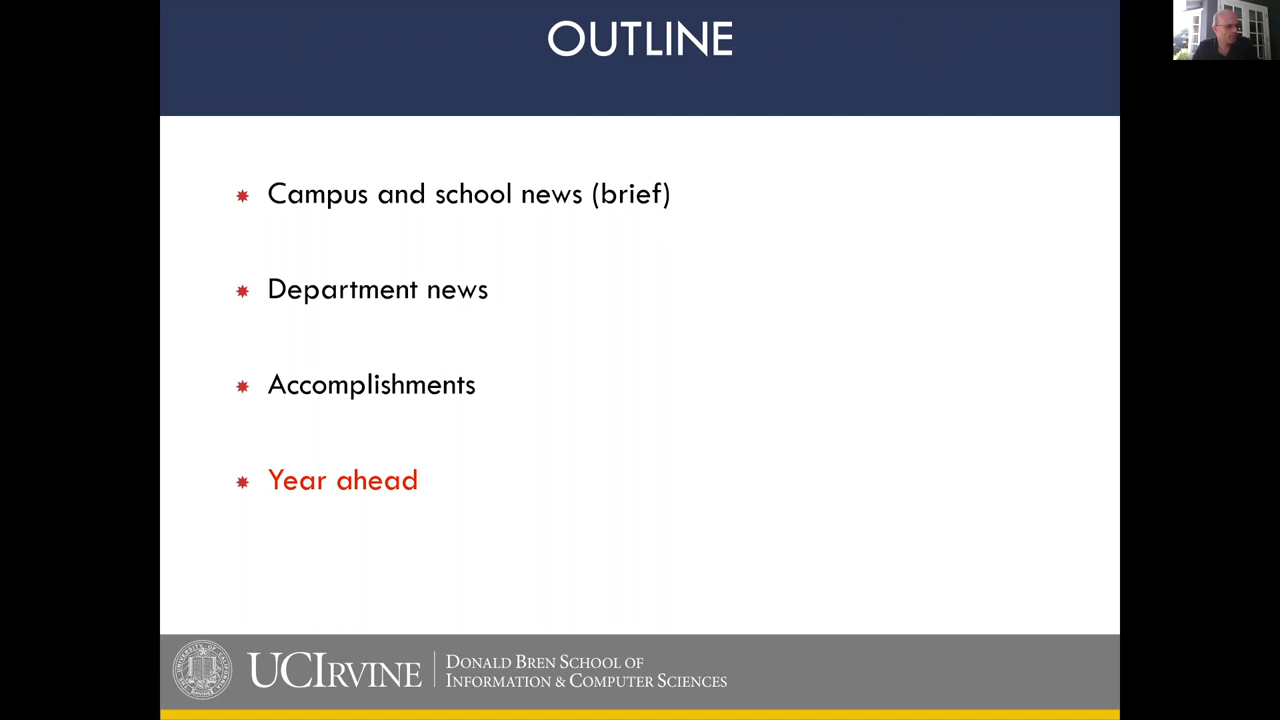 OUTLINE
Campus and school news (brief)
Department news
Accomplishments
Year ahead
UCIRVINE
DONALD BREN SCHOOL OF
INFORMATION & COMPUTER SCIENCES